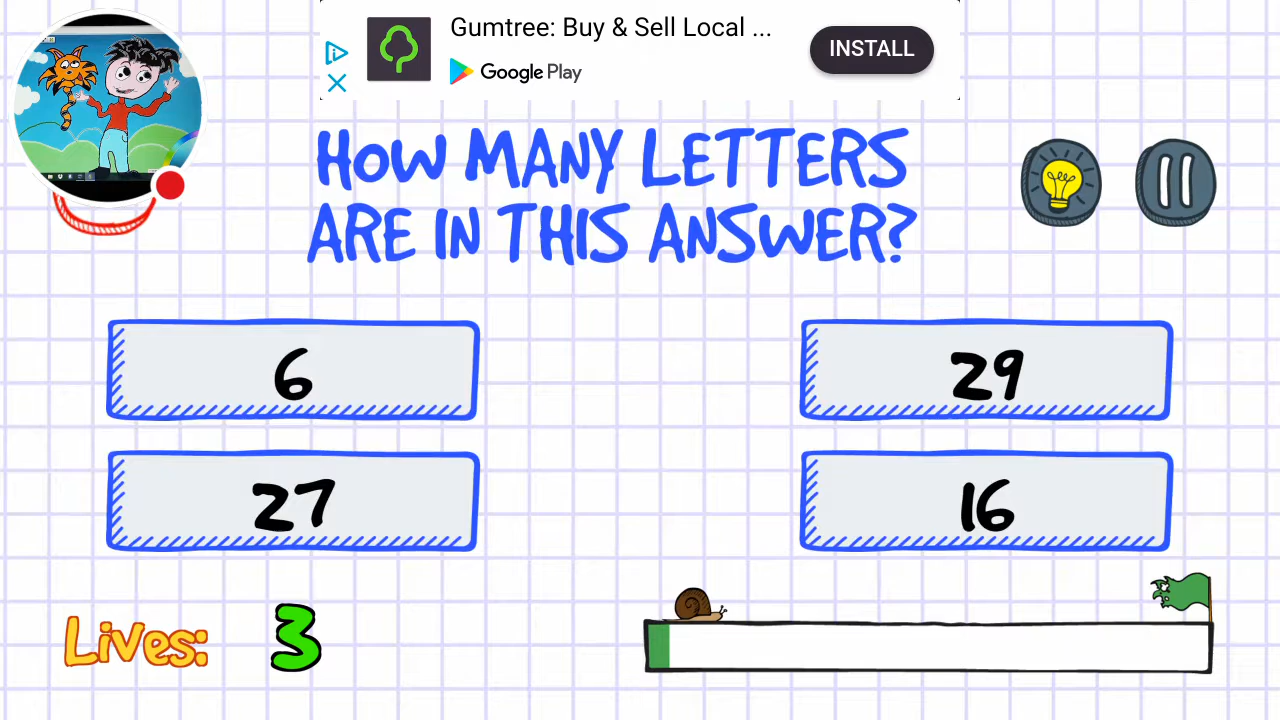 Gumtree: Buy & Sell Local ...
Google Play
INSTALL
HOW MANY LETTERS
ARE IN THIS ANSWER?
6
29
27
16
LIVES: 3